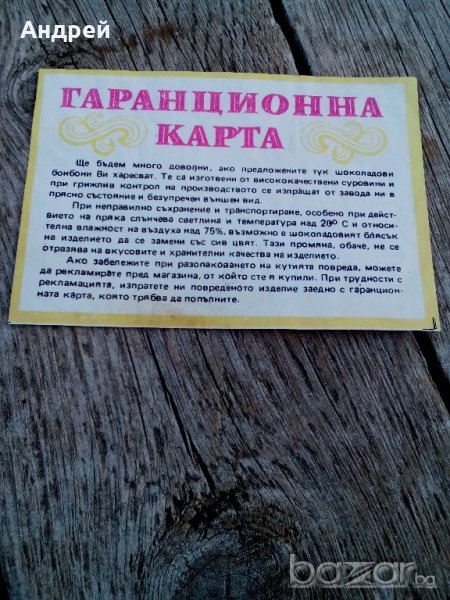 Андрей
ГАРАНЦИОННА
КАРТА
Ще бъдем много доволни, ако предложените тук шоколадови
бонбони Ви харесват. Те са изготвени от висококачествени суровини и
при грижлив контрол на производството се изпращат от завода ни в
прясно състояние и безупречен външен вид.
При неправилно съхранение и транспортиране, особено при дейст-
вието на пряка слънчева светлина и температура над 20° С и относи-
телна влажност на въздуха над 75%, възможно е шоколадовият блясък
на изделието да се замени със сив цвят. Тази промяна, обаче, не се
отразява на вкусовите и хранителни качества на изделието.
Ако забележите при разопаковането на кутията повреда, можете
да рекламирате пред магазина, от който сте я купили. При трудности с
рекламацията, изпратете ни повреденото изделие заедно с гаранцион-
ната карта, която трябва да попълните.
bazar.bg